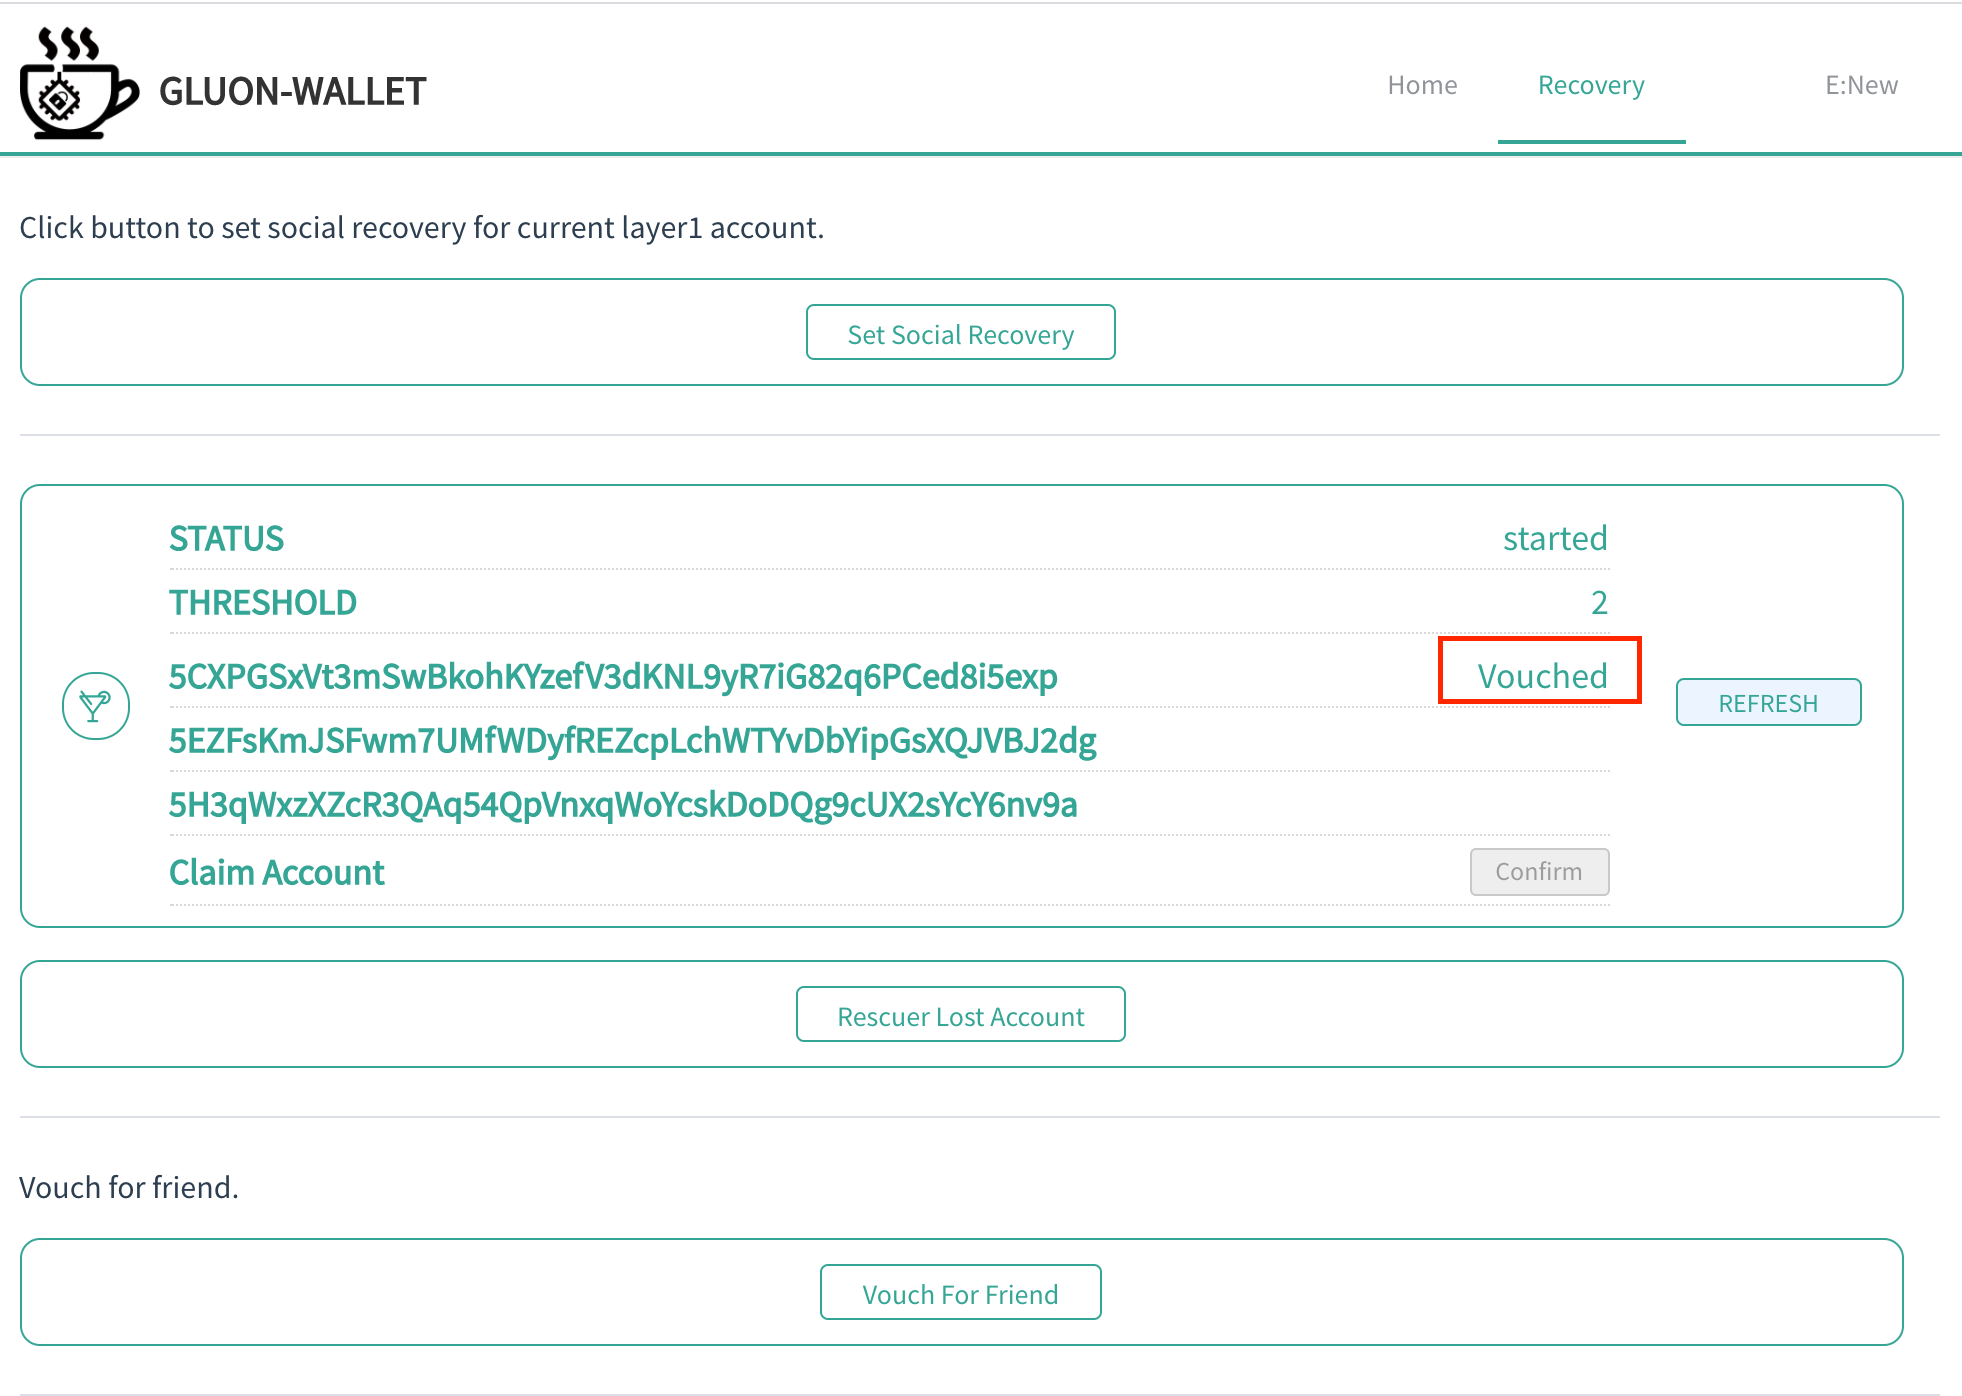 GLUON-WALLET
Home
Recovery
E:New
Click button to set social recovery for current layer1 account.
Set Social Recovery
STATUS started
THRESHOLD 2
5CXPGSxVt3mSwBkohKYzefV3dKNL9yR7iG82q6PCed8i5exp Vouched
5EZFsKmJSFwm7UMfWDyfREZcpLchWTYvDbYipGsXQJVBJ2dg
REFRESH
5H3qWxzXZcR3QAq54QpVnxqWoYcskDoDQg9cUX2sYcY6nv9a
Claim Account Confirm
Rescuer Lost Account
Vouch for friend.
Vouch For Friend